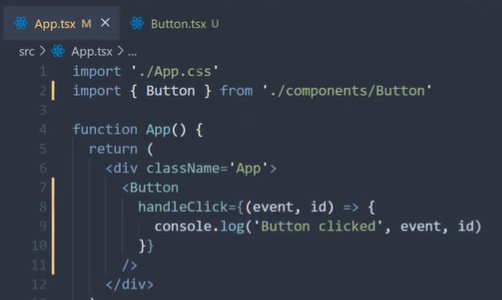 App.tsx M ×
Button.tsx U
src > App.tsx > ...
1 import './App.css'
2 import { Button } from './components/Button'
3
4 function App() {
5 return (
6 <div className='App'>
7 <Button
8 handleClick={(event, id) => {
9 console.log('Button clicked', event, id)
10 }}
11 />
12 </div>
)